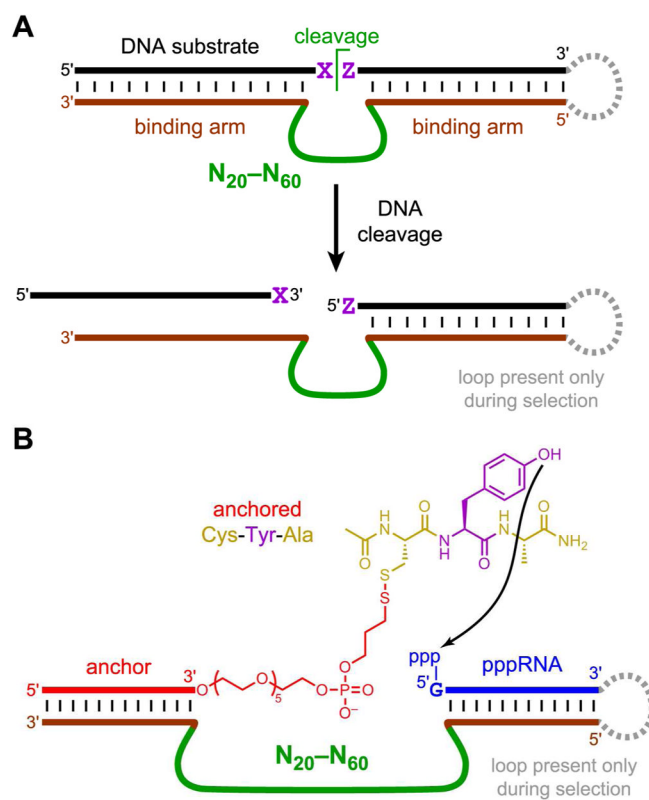 A
DNA substrate
cleavage
5'
X
Z
3'
3'
binding arm
binding arm
5'
N20–N60
DNA
cleavage
5'
X
3'
5'
Z
3'
loop present only
during selection
B
OH
anchored
Cys-Tyr-Ala
H
N
O
H
N
O
N
H
O
N
H
O
NH2
S
S
ppp
pppRNA
anchor
3'
5'
O
O
5
O
O
P
O
O–
5'
G
3'
3'
N20–N60
5'
loop present only
during selection